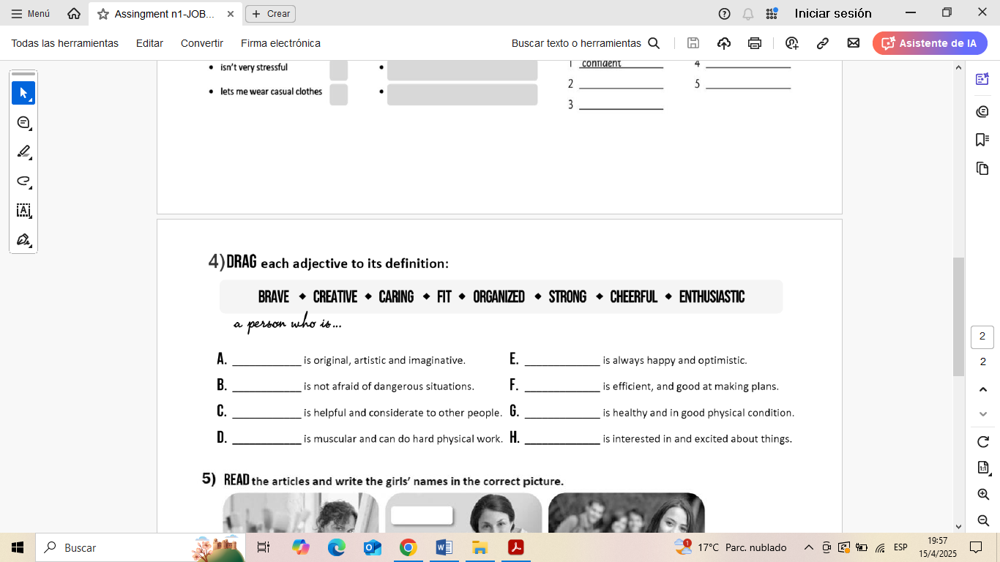 Menú
Assingment n1-JOB...
Crear
Iniciar sesión
Todas las herramientas
Editar
Convertir
Firma electrónica
Buscar texto o herramientas
Asistente de IA
• isn't very stressful
•
1 confident
4
• lets me wear casual clothes
•
2
5
3
4) DRAG each adjective to its definition:
BRAVE ◆ CREATIVE ◆ CARING ◆ FIT ◆ ORGANIZED ◆ STRONG ◆ CHEERFUL ◆ ENTHUSIASTIC
a person who is...
A. ____________ is original, artistic and imaginative.
B. ____________ is not afraid of dangerous situations.
C. ____________ is helpful and considerate to other people.
D. ____________ is muscular and can do hard physical work.
E. ____________ is always happy and optimistic.
F. ____________ is efficient, and good at making plans.
G. ____________ is healthy and in good physical condition.
H. ____________ is interested in and excited about things.
5) READ the articles and write the girls' names in the correct picture.
2
2
1:1
Buscar
1
17°C Parc. nublado
ESP
19:57
15/4/2025